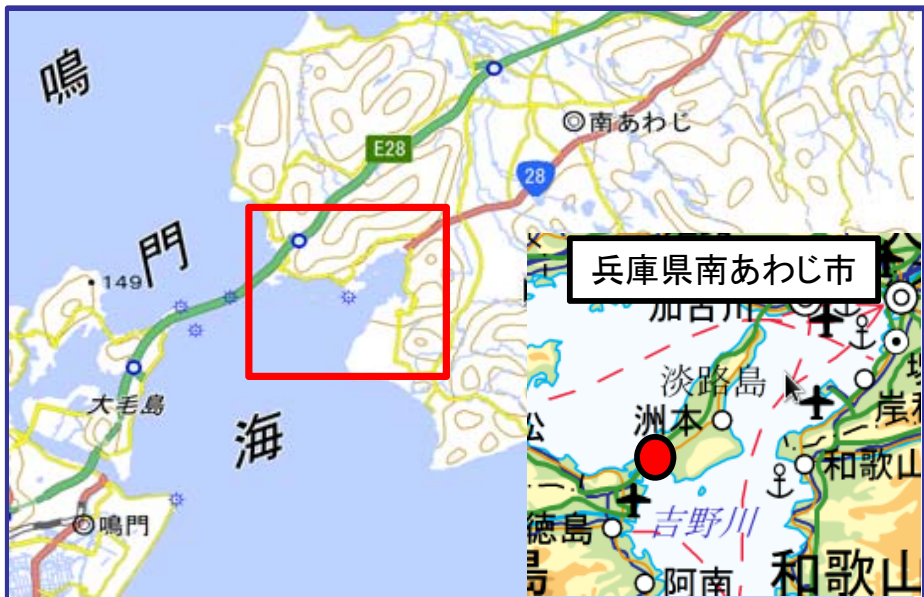 鳴
門
海
峡
E28
28
◎南あわじ
149
大毛島
◎鳴門
兵庫県南あわじ市
加古川
淡路島
洲本
岸和
和歌山
徳島
吉野川
阿南
和歌山